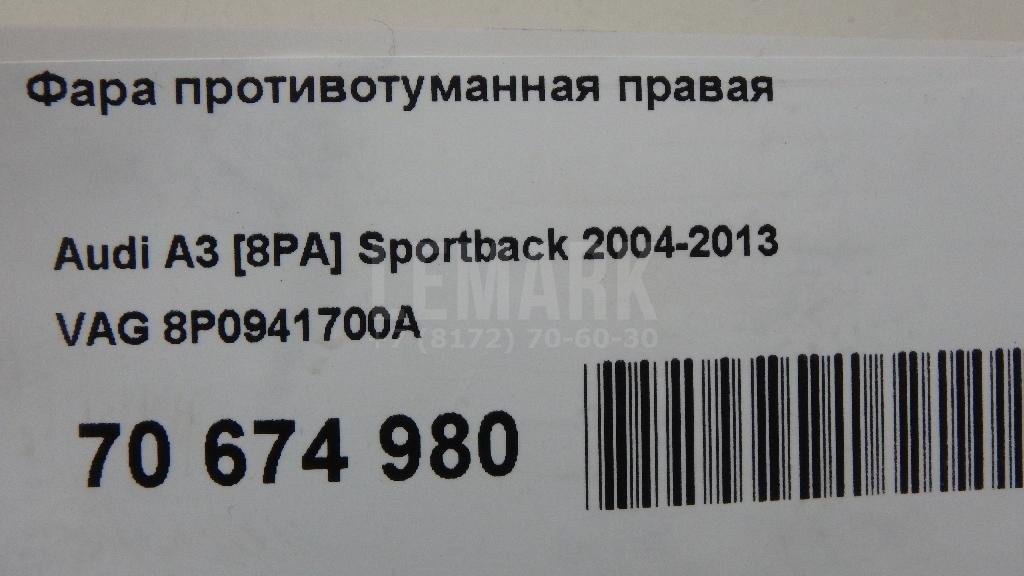 Фара противотуманная правая
Audi A3 [8PA] Sportback 2004-2013
LEMARK
VAG 8P0941700A
+7 (8172) 70-60-30
70 674 980